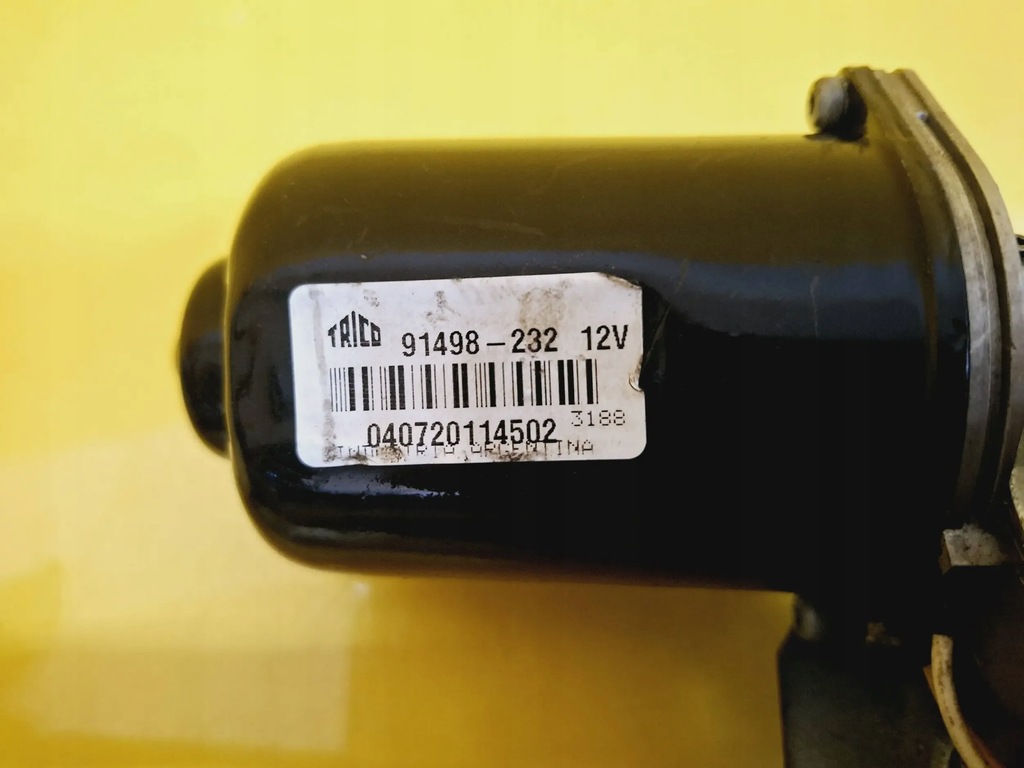 TRICO 91498-232 12V
3188
040720114502
INDUSTRIA ARGENTINA